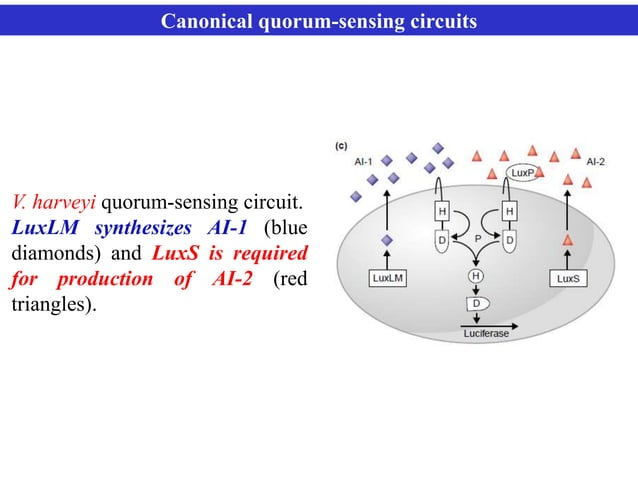 Canonical quorum-sensing circuits
V. harveyi quorum-sensing circuit.
LuxLM synthesizes AI-1 (blue
diamonds) and LuxS is required
for production of AI-2 (red
triangles).
(c)
AI-1
AI-2
LuxP
H
H
D
P
D
LuxLM
H
LuxS
D
Luciferase